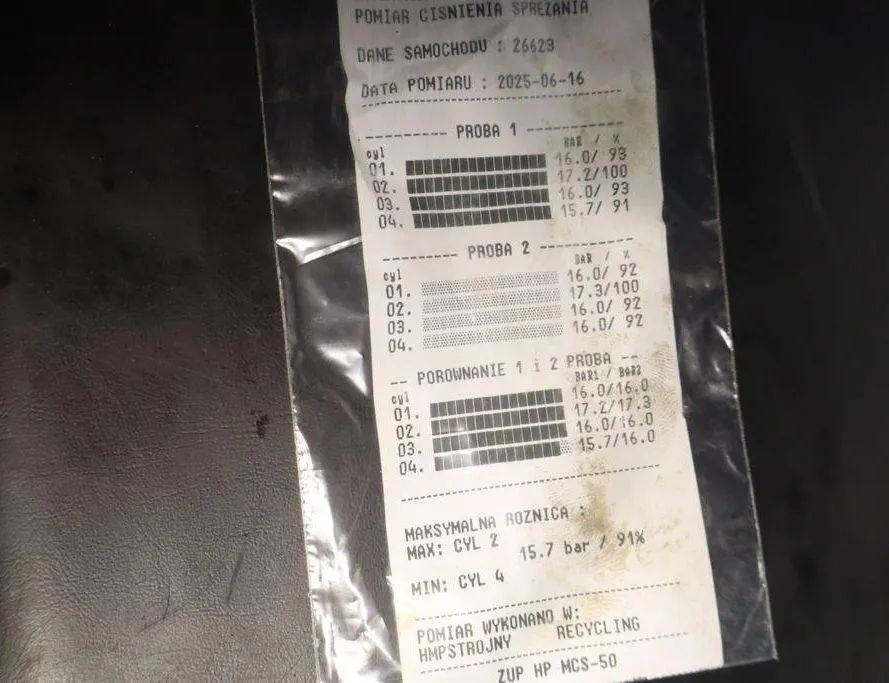 POMIAR CISNIENIA SPREZANIA
DANE SAMOCHODU : 26623
DATA POMIARU : 2025-06-16
PROBA 1
cyl BAR / %
01. 16.0/ 93
02. 17.2/100
03. 16.0/ 93
04. 15.7/ 91
PROBA 2
cyl BAR / %
01. 16.0/ 92
02. 17.3/100
03. 16.0/ 92
04. 16.0/ 92
-- POROWNANIE 1 i 2 PROBA --
cyl BAR1 / BAR2
01. 16.0/16.0
02. 17.2/17.3
03. 16.0/16.0
04. 15.7/16.0
MAKSYMALNA ROZNICA :
MAX: CYL 2
15.7 bar / 91%
MIN: CYL 4
POMIAR WYKONANO W:
HMPSTROJNY RECYCLING
ZUP HP MCS-50